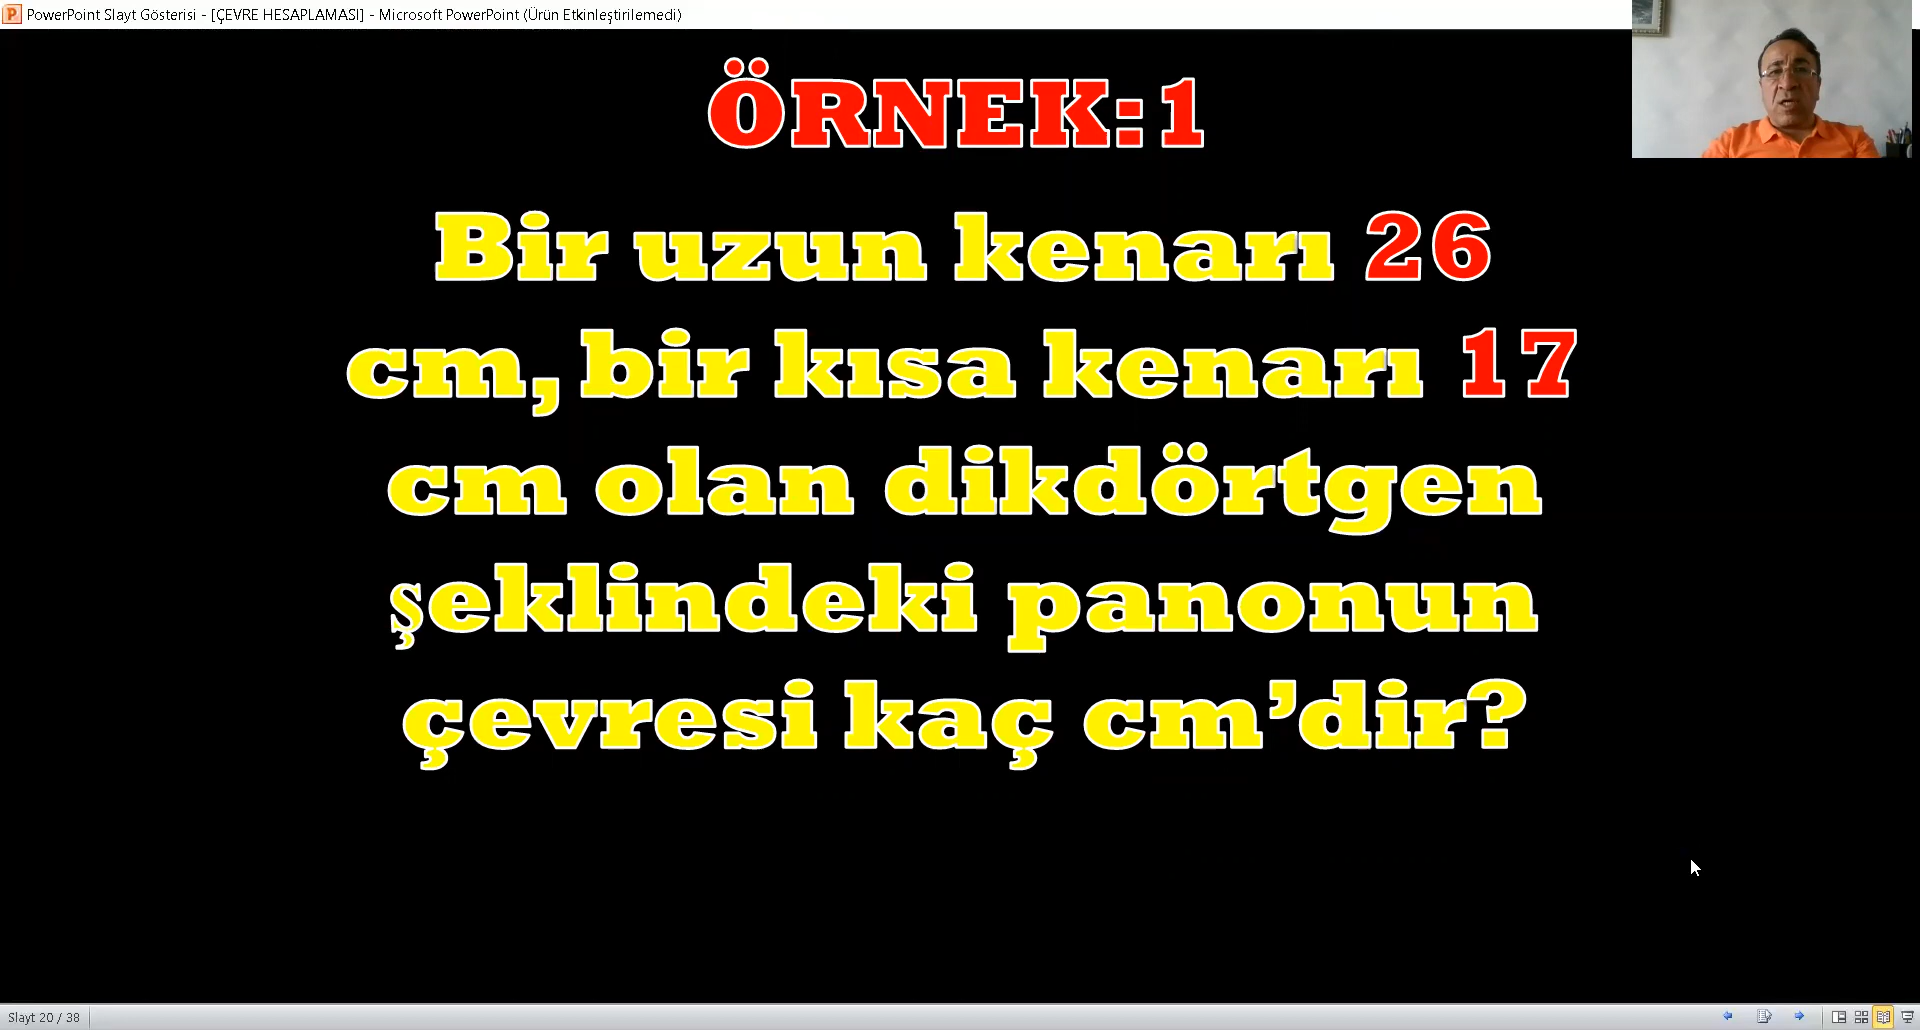 PowerPoint Slayt Gösterisi - [ÇEVRE HESAPLAMASI] - Microsoft PowerPoint (Ürün Etkinleştirilemedi)
ÖRNEK:1
Bir uzun kenarı 26
cm, bir kısa kenarı 17
cm olan dikdörtgen
şeklindeki panonun
çevresi kaç cm’dir?
Slayt 20 / 38